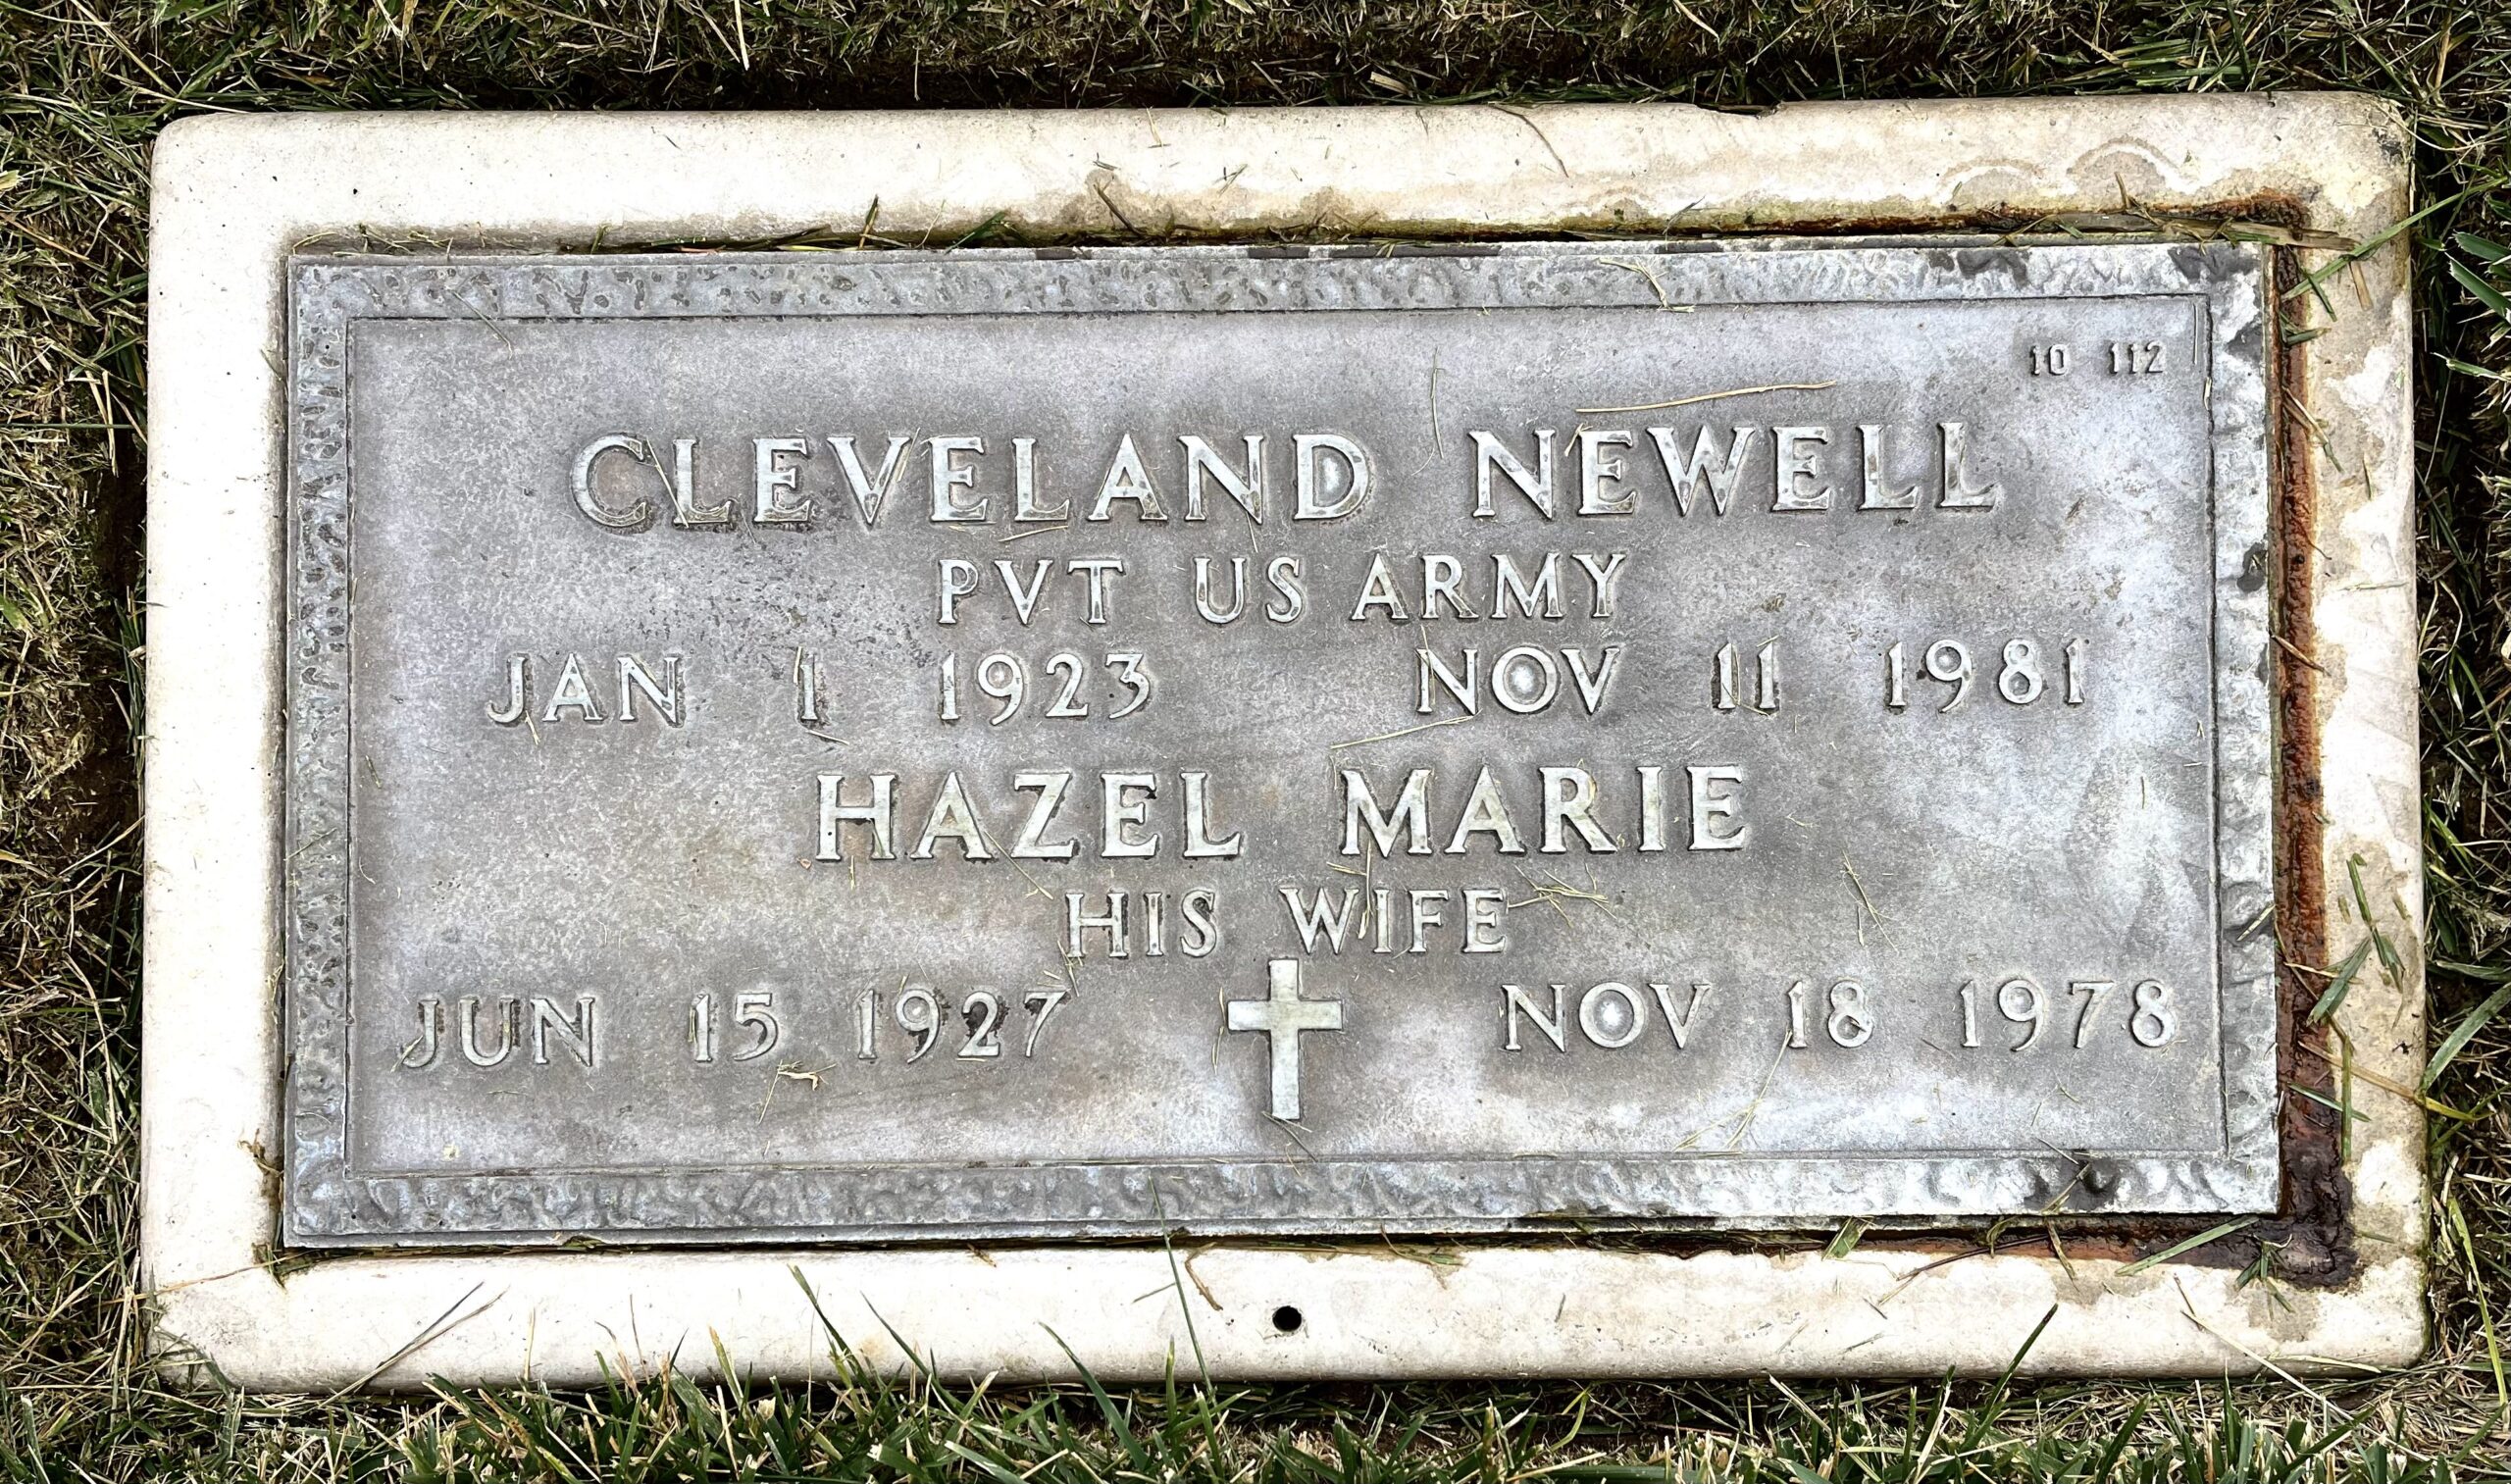 10 112
CLEVELAND NEWELL
PVT US ARMY
JAN 1 1923 NOV 11 1981
HAZEL MARIE
HIS WIFE
JUN 15 1927 NOV 18 1978